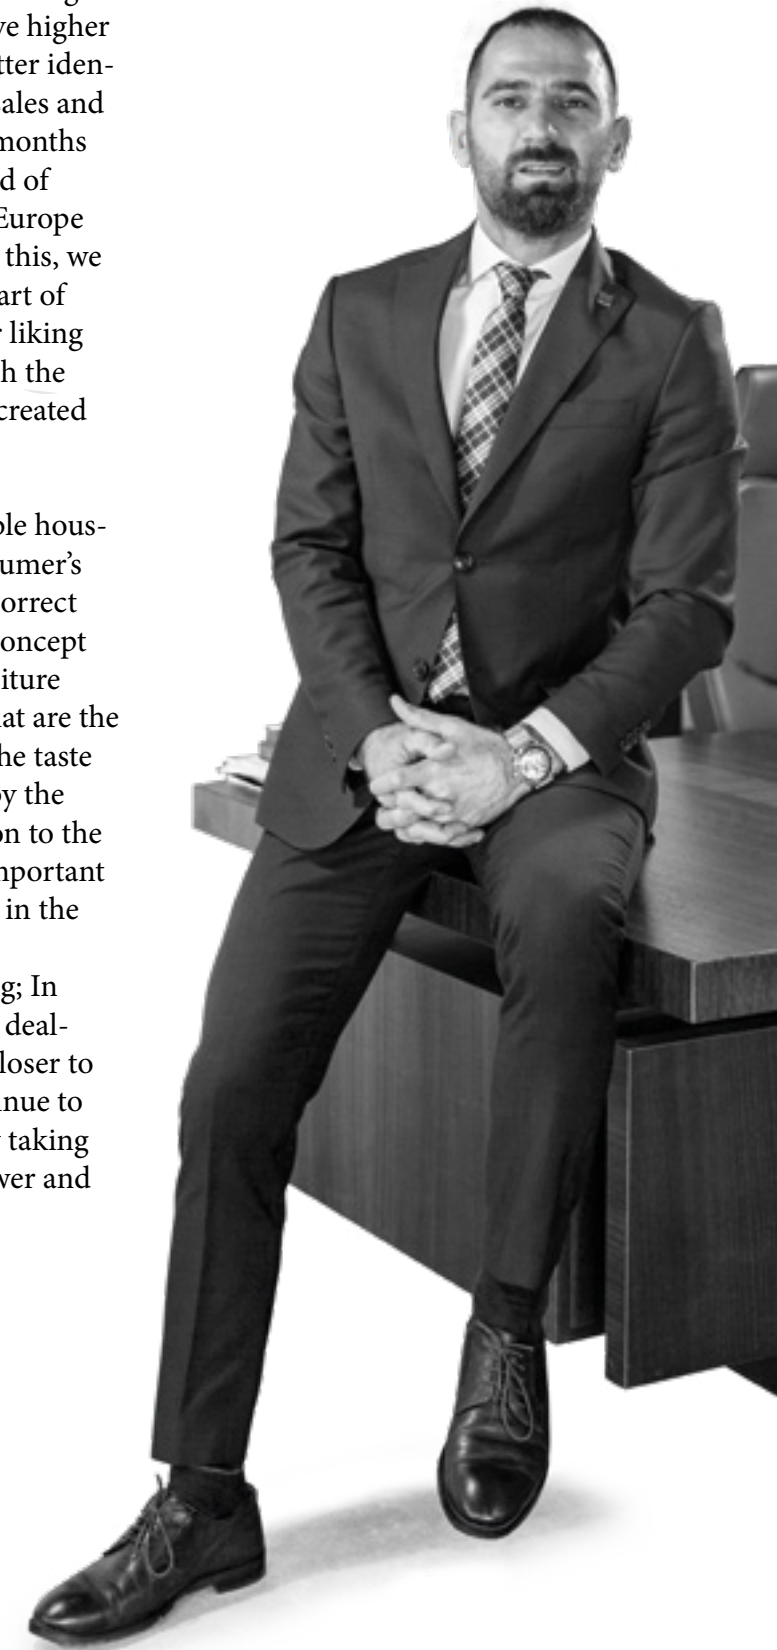 ve higher
tter iden-
ales and
months
d of
Europe
this, we
art of
liking
h the
created
ple hous-
umer's
orrect
oncept
iture
at are the
he taste
by the
on to the
mportant
in the
g; In
deal-
loser to
nue to
taking
wer and